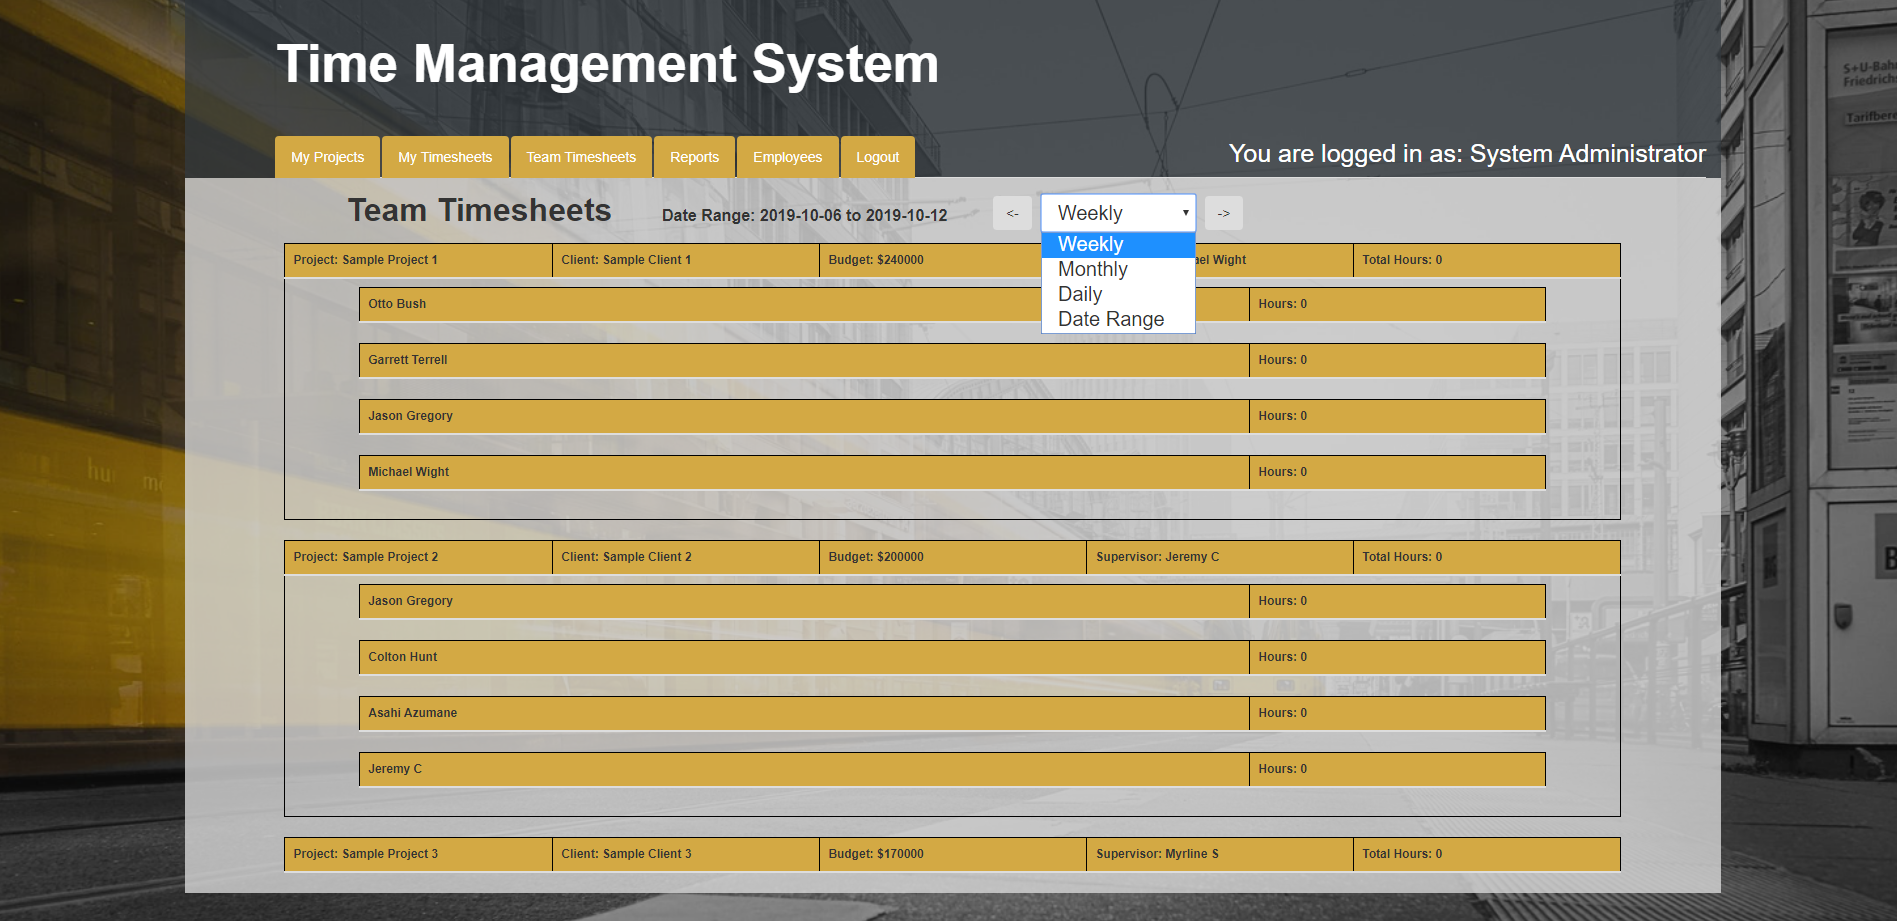 Time Management System
My Projects My Timesheets Team Timesheets Reports Employees Logout
You are logged in as: System Administrator
Team Timesheets Date Range: 2019-10-06 to 2019-10-12 <- Weekly ->
Weekly
Monthly
Daily
Date Range
Project: Sample Project 1 Client: Sample Client 1 Budget: $240000 ael Wight Total Hours: 0
Otto Bush Hours: 0
Garrett Terrell Hours: 0
Jason Gregory Hours: 0
Michael Wight Hours: 0
Project: Sample Project 2 Client: Sample Client 2 Budget: $200000 Supervisor: Jeremy C Total Hours: 0
Jason Gregory Hours: 0
Colton Hunt Hours: 0
Asahi Azumane Hours: 0
Jeremy C Hours: 0
Project: Sample Project 3 Client: Sample Client 3 Budget: $170000 Supervisor: Myrline S Total Hours: 0
S+U-Bah
Friedrich
Tarifbere